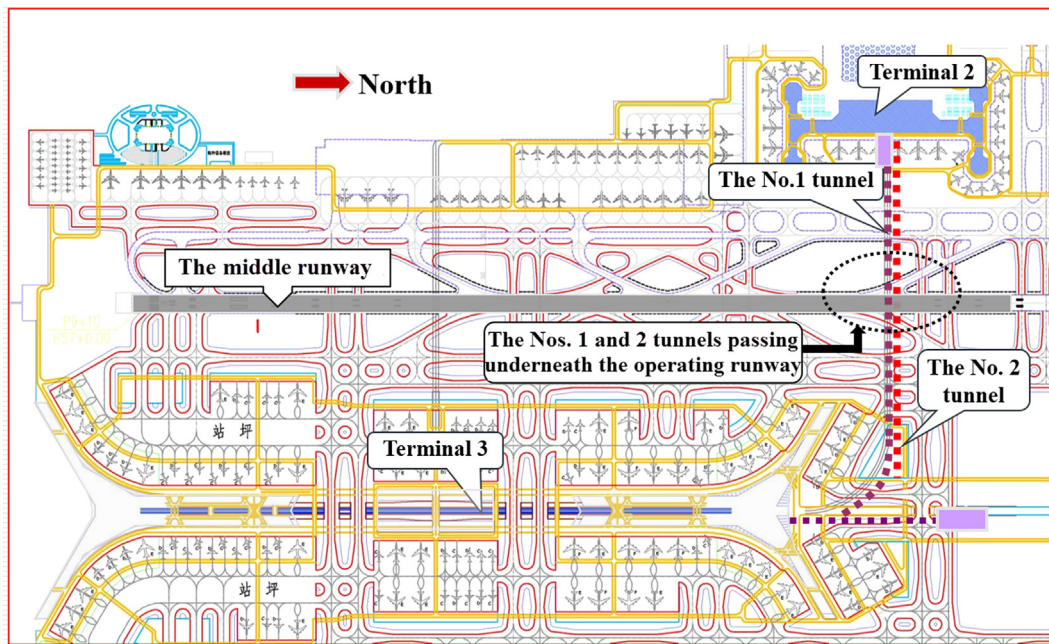 North
Terminal 2
The No.1 tunnel
The middle runway
The Nos. 1 and 2 tunnels passing
underneath the operating runway
The No. 2
tunnel
站坪
Terminal 3
站坪